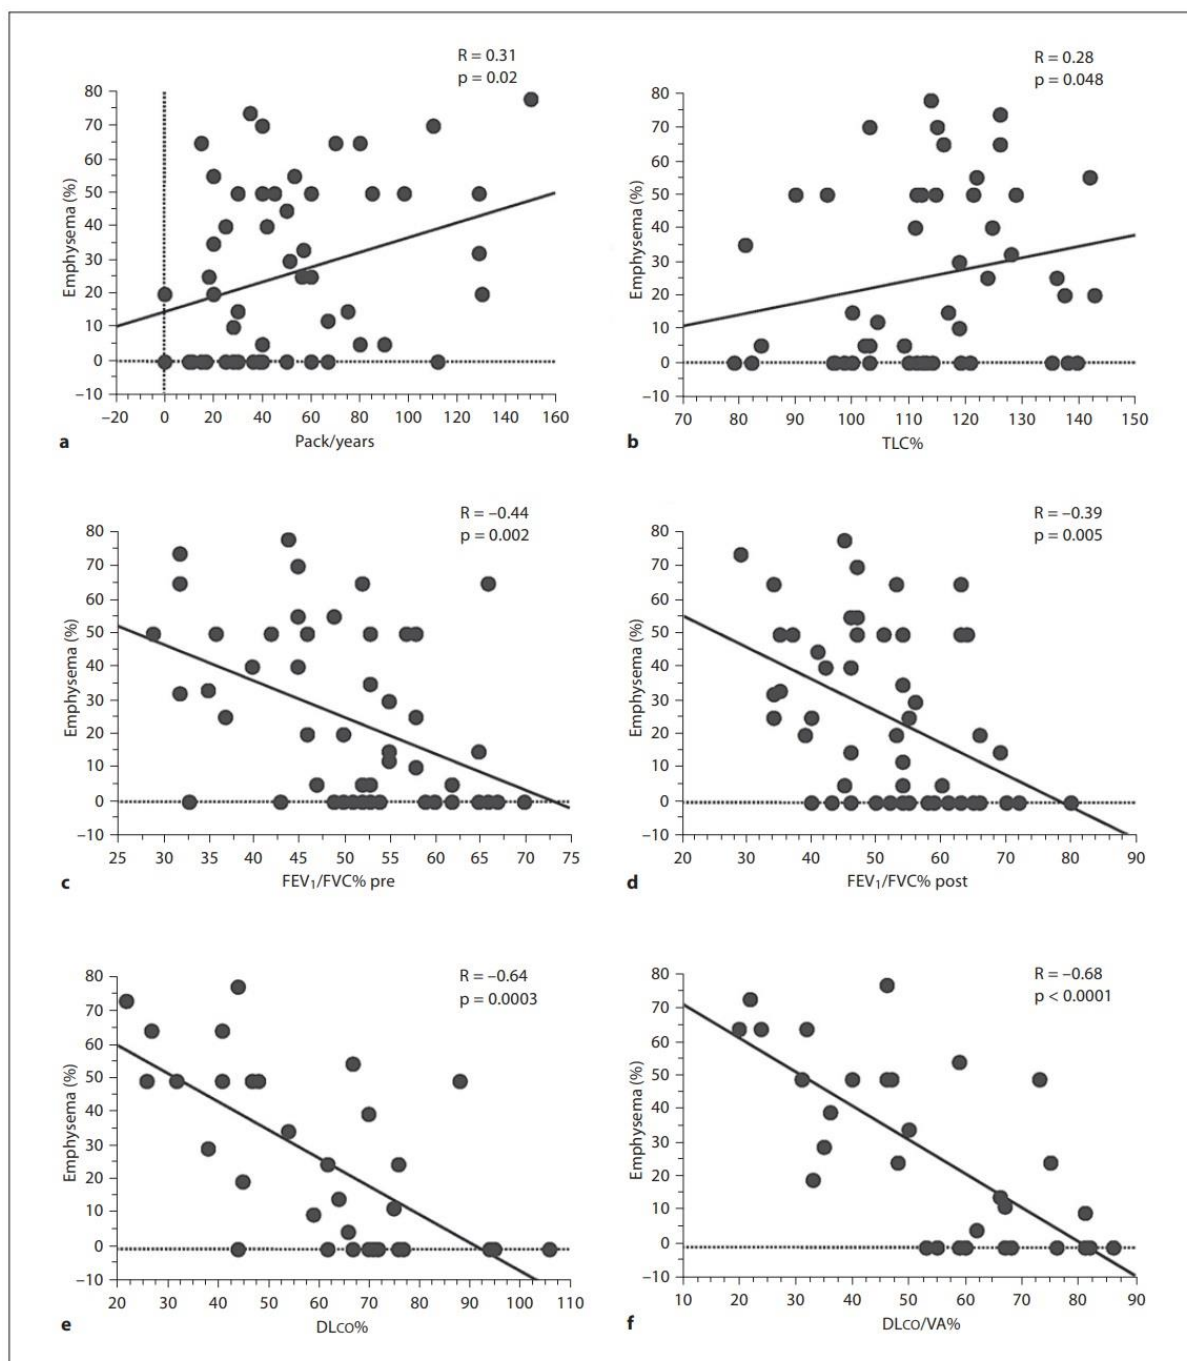 R = 0.31
p = 0.02
80
70
60
50
40
30
20
10
0
–10
Emphysema (%)
–20 0 20 40 60 80 100 120 140 160
Pack/years
a
R = 0.28
p = 0.048
80
70
60
50
40
30
20
10
0
–10
Emphysema (%)
70 80 90 100 110 120 130 140 150
TLC%
b
R = –0.44
p = 0.002
80
70
60
50
40
30
20
10
0
–10
Emphysema (%)
25 30 35 40 45 50 55 60 65 70 75
FEV₁/FVC% pre
c
R = –0.39
p = 0.005
80
70
60
50
40
30
20
10
0
–10
Emphysema (%)
20 30 40 50 60 70 80 90
FEV₁/FVC% post
d
R = –0.64
p = 0.0003
80
70
60
50
40
30
20
10
0
–10
Emphysema (%)
20 30 40 50 60 70 80 90 100 110
DLCO%
e
R = –0.68
p < 0.0001
80
70
60
50
40
30
20
10
0
–10
Emphysema (%)
10 20 30 40 50 60 70 80 90
DLCO/VA%
f